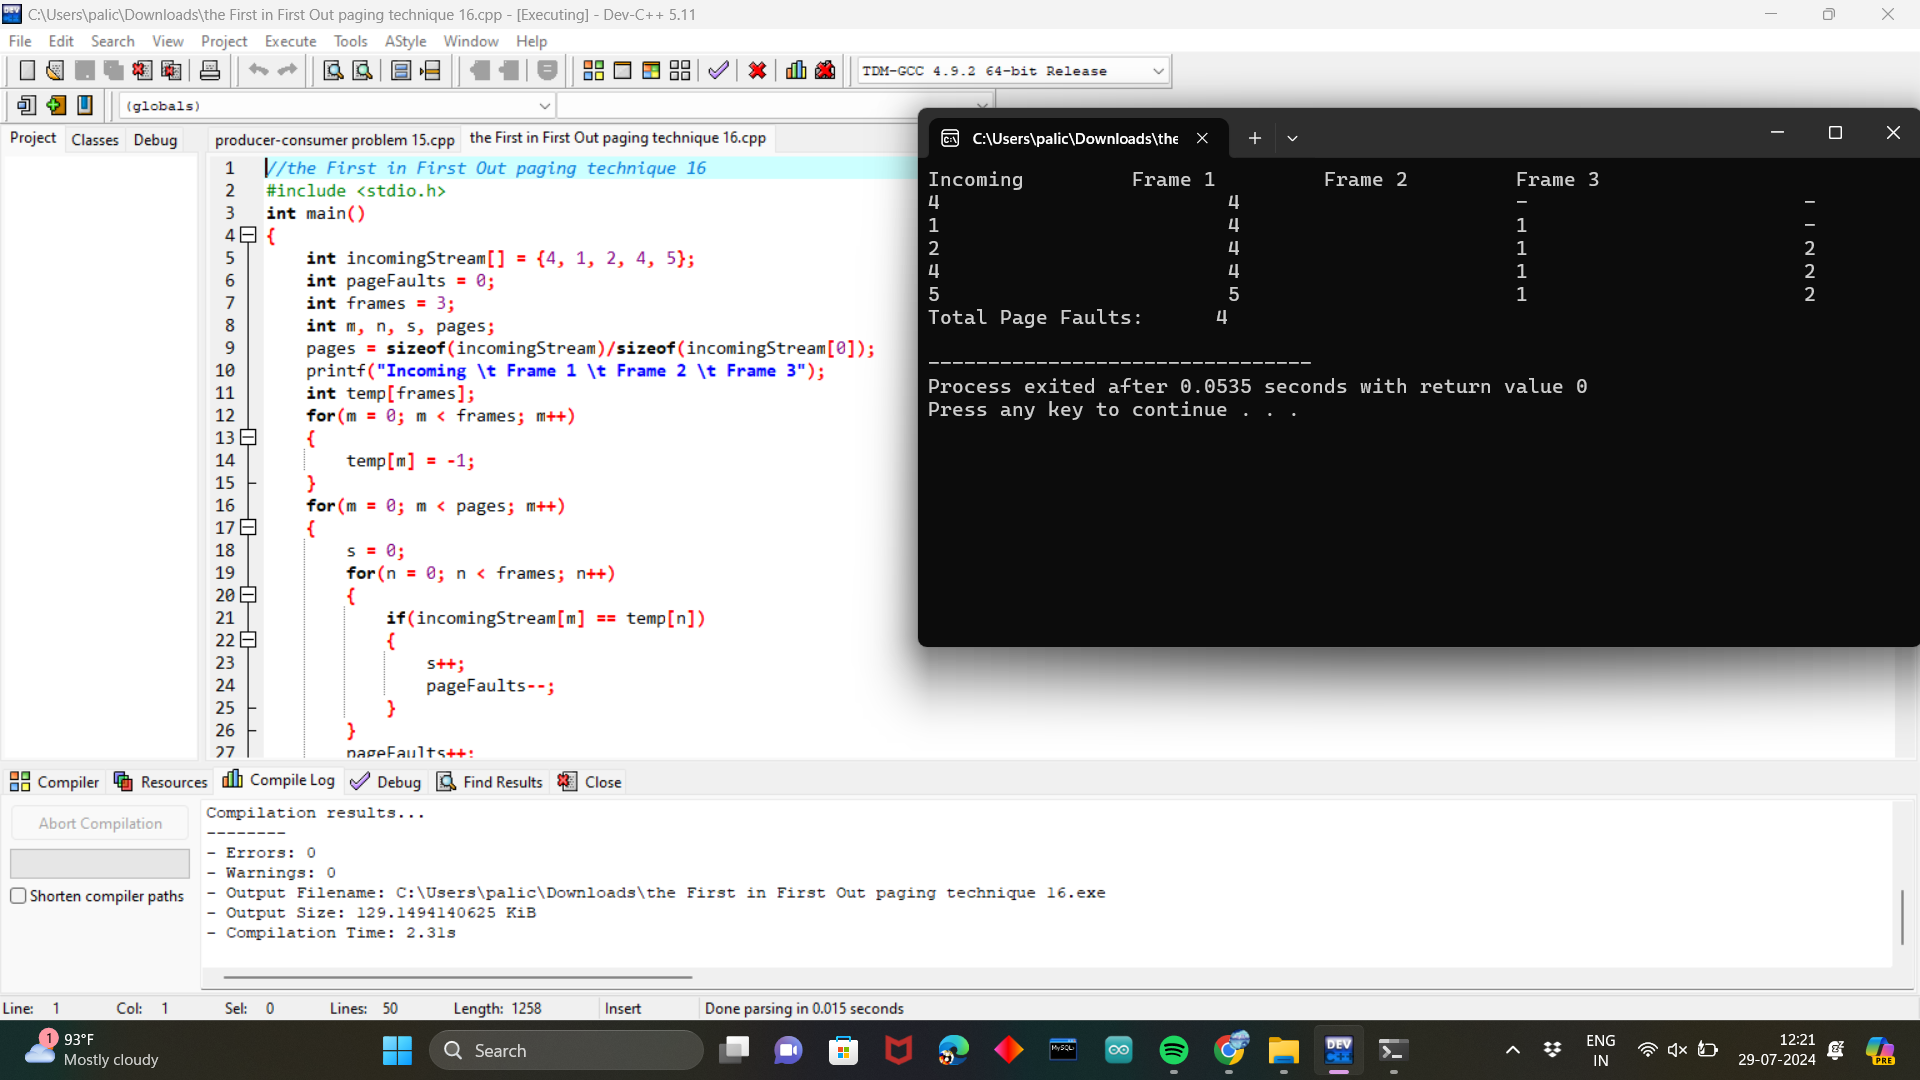 C:\Users\palic\Downloads\the First in First Out paging technique 16.cpp - [Executing] - Dev-C++ 5.11
File Edit Search View Project Execute Tools AStyle Window Help
TDM-GCC 4.9.2 64-bit Release
(globals)
Project Classes Debug
producer-consumer problem 15.cpp the First in First Out paging technique 16.cpp
1 //the First in First Out paging technique 16
2 #include <stdio.h>
3 int main()
4 {
5 int incomingStream[] = {4, 1, 2, 4, 5};
6 int pageFaults = 0;
7 int frames = 3;
8 int m, n, s, pages;
9 pages = sizeof(incomingStream)/sizeof(incomingStream[0]);
10 printf("Incoming \t Frame 1 \t Frame 2 \t Frame 3");
11 int temp[frames];
12 for(m = 0; m < frames; m++)
13 {
14 temp[m] = -1;
15 }
16 for(m = 0; m < pages; m++)
17 {
18 s = 0;
19 for(n = 0; n < frames; n++)
20 {
21 if(incomingStream[m] == temp[n])
22 {
23 s++;
24 pageFaults--;
25 }
26 }
27 pageFaults++;
C:\Users\palic\Downloads\the
Incoming Frame 1 Frame 2 Frame 3
4 4 - -
1 4 1 -
2 4 1 2
4 4 1 2
5 5 1 2
Total Page Faults: 4
--------------------------------
Process exited after 0.0535 seconds with return value 0
Press any key to continue . . .
Compiler Resources Compile Log Debug Find Results Close
Abort Compilation
Shorten compiler paths
Compilation results...
--------
- Errors: 0
- Warnings: 0
- Output Filename: C:\Users\palic\Downloads\the First in First Out paging technique 16.exe
- Output Size: 129.1494140625 KiB
- Compilation Time: 2.31s
Line: 1 Col: 1 Sel: 0 Lines: 50 Length: 1258 Insert Done parsing in 0.015 seconds
1
93°F
Mostly cloudy
Search
MySQL
DEV
ENG
IN
12:21
29-07-2024
PRE